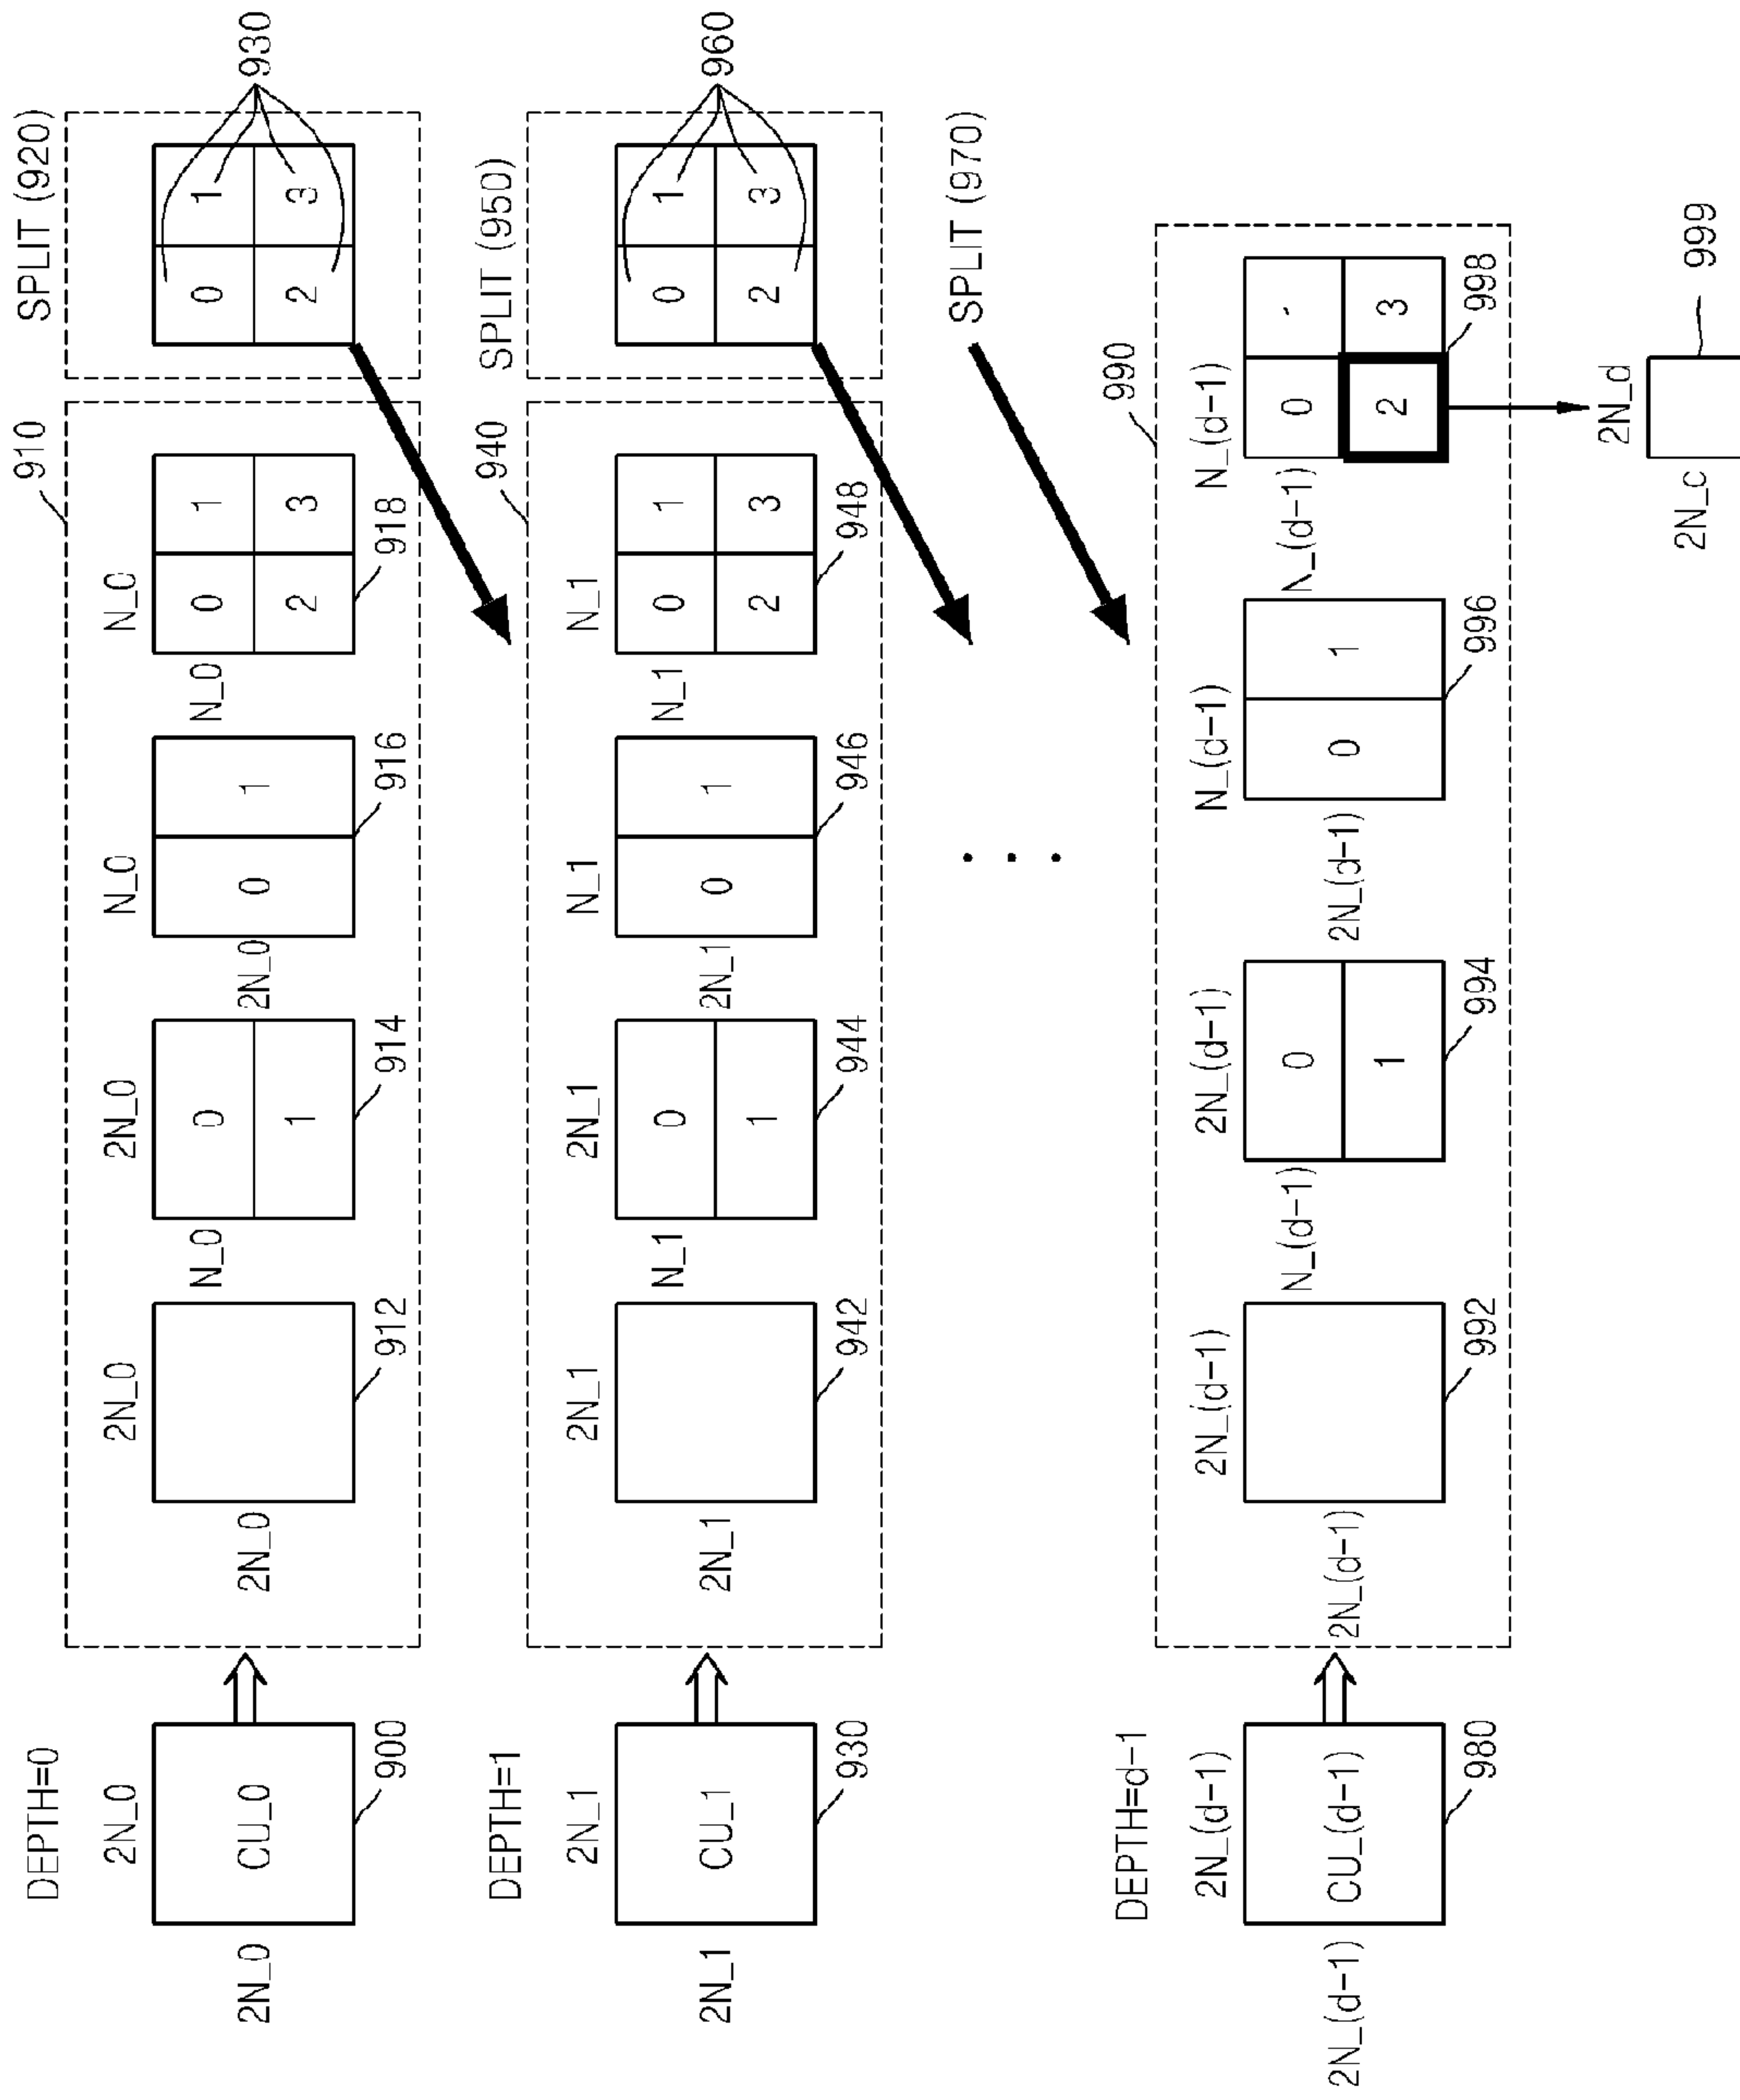 DEPTH=0
2N_0
2N_0
CU_0
900
910
2N_0
2N_0
912
2N_0
N_0
0
1
914
N_0
2N_0
0
1
916
N_0
N_0
0
1
2
3
918
SPLIT (920)
0
1
2
3
930
DEPTH=1
2N_1
2N_1
CU_1
930
940
2N_1
2N_1
942
2N_1
N_1
0
1
944
N_1
2N_1
0
1
946
N_1
N_1
0
1
2
3
948
SPLIT (950)
0
1
2
3
960
SPLIT (970)
. . .
DEPTH=d-1
2N_(d-1)
2N_(d-1)
CU_(d-1)
980
990
2N_(d-1)
2N_(d-1)
992
2N_(d-1)
N_(d-1)
0
1
994
N_(d-1)
2N_(d-1)
0
1
996
N_(d-1)
N_(d-1)
0
2
3
998
2N_d
2N_c
999